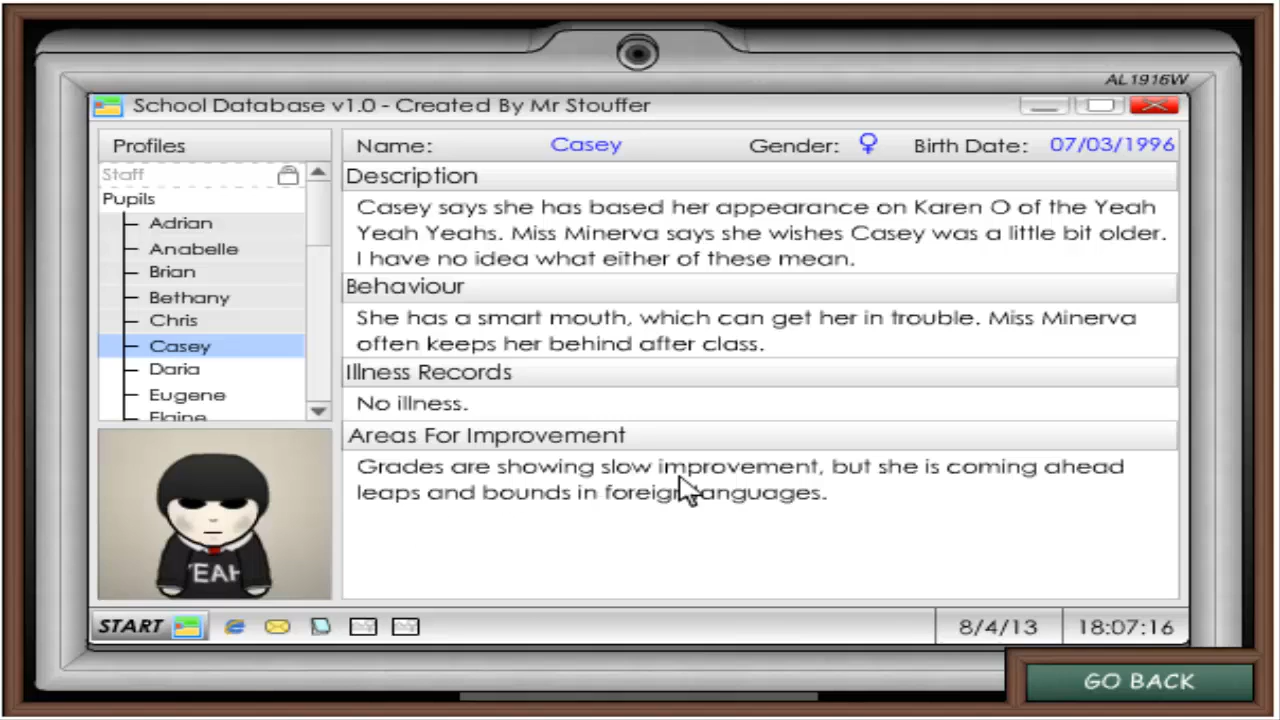 AL1916W
School Database v1.0 - Created By Mr Stouffer
Profiles
Staff
Pupils
Adrian
Anabelle
Brian
Bethany
Chris
Casey
Daria
Eugene
Elaine
Name: Casey Gender: ♀ Birth Date: 07/03/1996
Description
Casey says she has based her appearance on Karen O of the Yeah
Yeah Yeahs. Miss Minerva says she wishes Casey was a little bit older.
I have no idea what either of these mean.
Behaviour
She has a smart mouth, which can get her in trouble. Miss Minerva
often keeps her behind after class.
Illness Records
No illness.
Areas For Improvement
Grades are showing slow improvement, but she is coming ahead
leaps and bounds in foreign languages.
YEAH
START
8/4/13
18:07:16
GO BACK